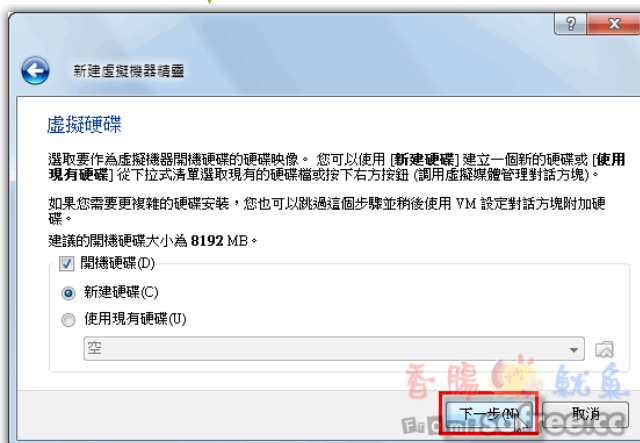 新建虛擬機器精靈
虛擬硬碟
選取要作為虛擬機器開機硬碟的硬碟映像。 您可以使用 [新建硬碟] 建立一個新的硬碟或 [使用
現有硬碟] 從下拉式清單選取現有的硬碟檔或按下右方按鈕 (調用虛擬媒體管理對話方塊)。
如果您需要更複雜的硬碟安裝，您也可以跳過這個步驟並稍後使用 VM 設定對話方塊附加硬
碟。
建議的開機硬碟大小為 8192 MB。
開機硬碟(D)
新建硬碟(C)
使用現有硬碟(U)
空
香腸炒魷魚
下一步(N)
取消